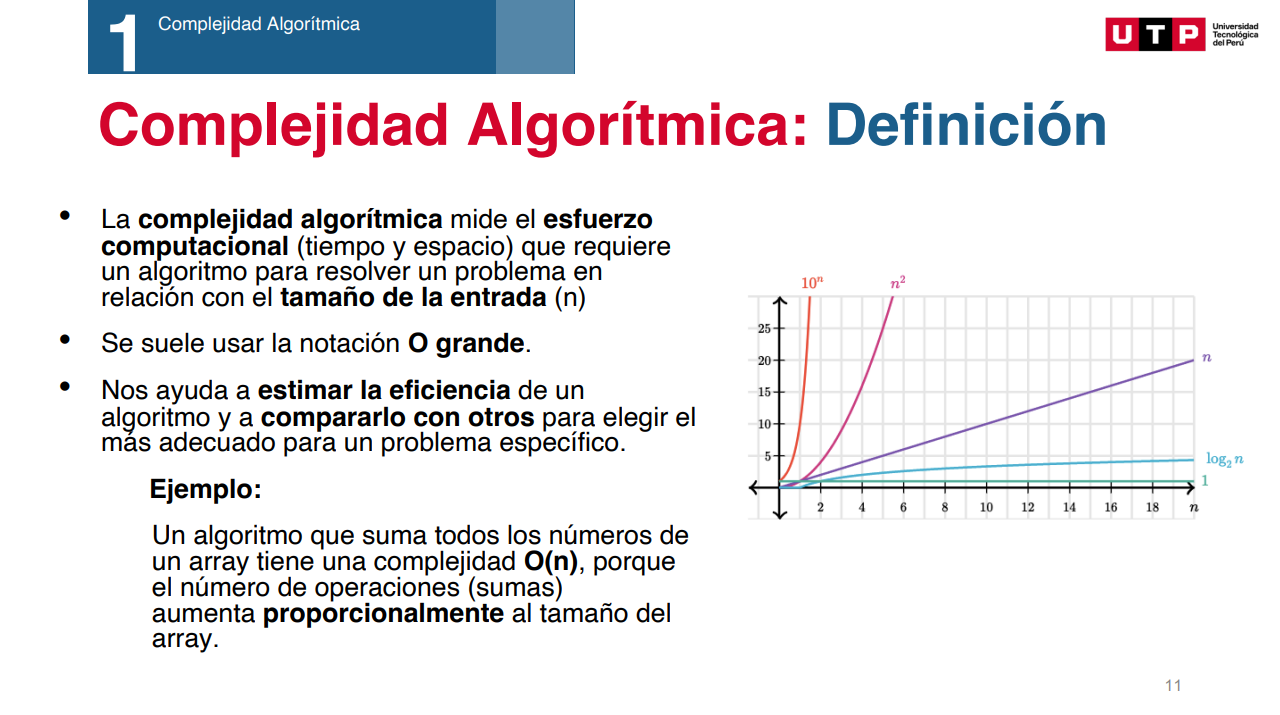 1
Complejidad Algorítmica
UTP
Universidad
Tecnológica
del Perú
Complejidad Algorítmica: Definición
• La complejidad algorítmica mide el esfuerzo
computacional (tiempo y espacio) que requiere
un algoritmo para resolver un problema en
relación con el tamaño de la entrada (n)
• Se suele usar la notación O grande.
• Nos ayuda a estimar la eficiencia de un
algoritmo y a compararlo con otros para elegir el
más adecuado para un problema específico.
Ejemplo:
Un algoritmo que suma todos los números de
un array tiene una complejidad O(n), porque
el número de operaciones (sumas)
aumenta proporcionalmente al tamaño del
array.
10ⁿ n²
25
20
15
10
5
n
log₂ n
1
2 4 6 8 10 12 14 16 18 n
11